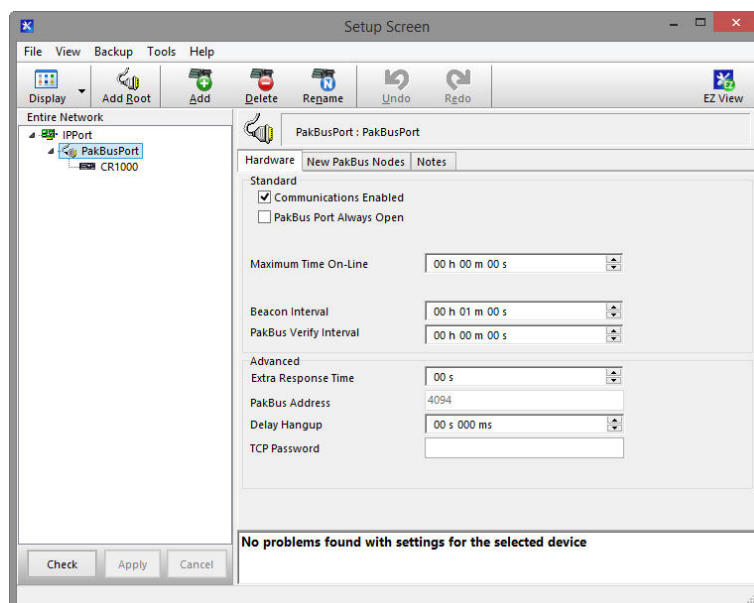 Setup Screen
File View Backup Tools Help
Display Add Root Add Delete Rename Undo Redo EZ View
Entire Network
IPPort
PakBusPort
CR1000
PakBusPort : PakBusPort
Hardware New PakBus Nodes Notes
Standard
Communications Enabled
PakBus Port Always Open
Maximum Time On-Line 00 h 00 m 00 s
Beacon Interval 00 h 01 m 00 s
PakBus Verify Interval 00 h 00 m 00 s
Advanced
Extra Response Time 00 s
PakBus Address 4094
Delay Hangup 00 s 000 ms
TCP Password
No problems found with settings for the selected device
Check Apply Cancel